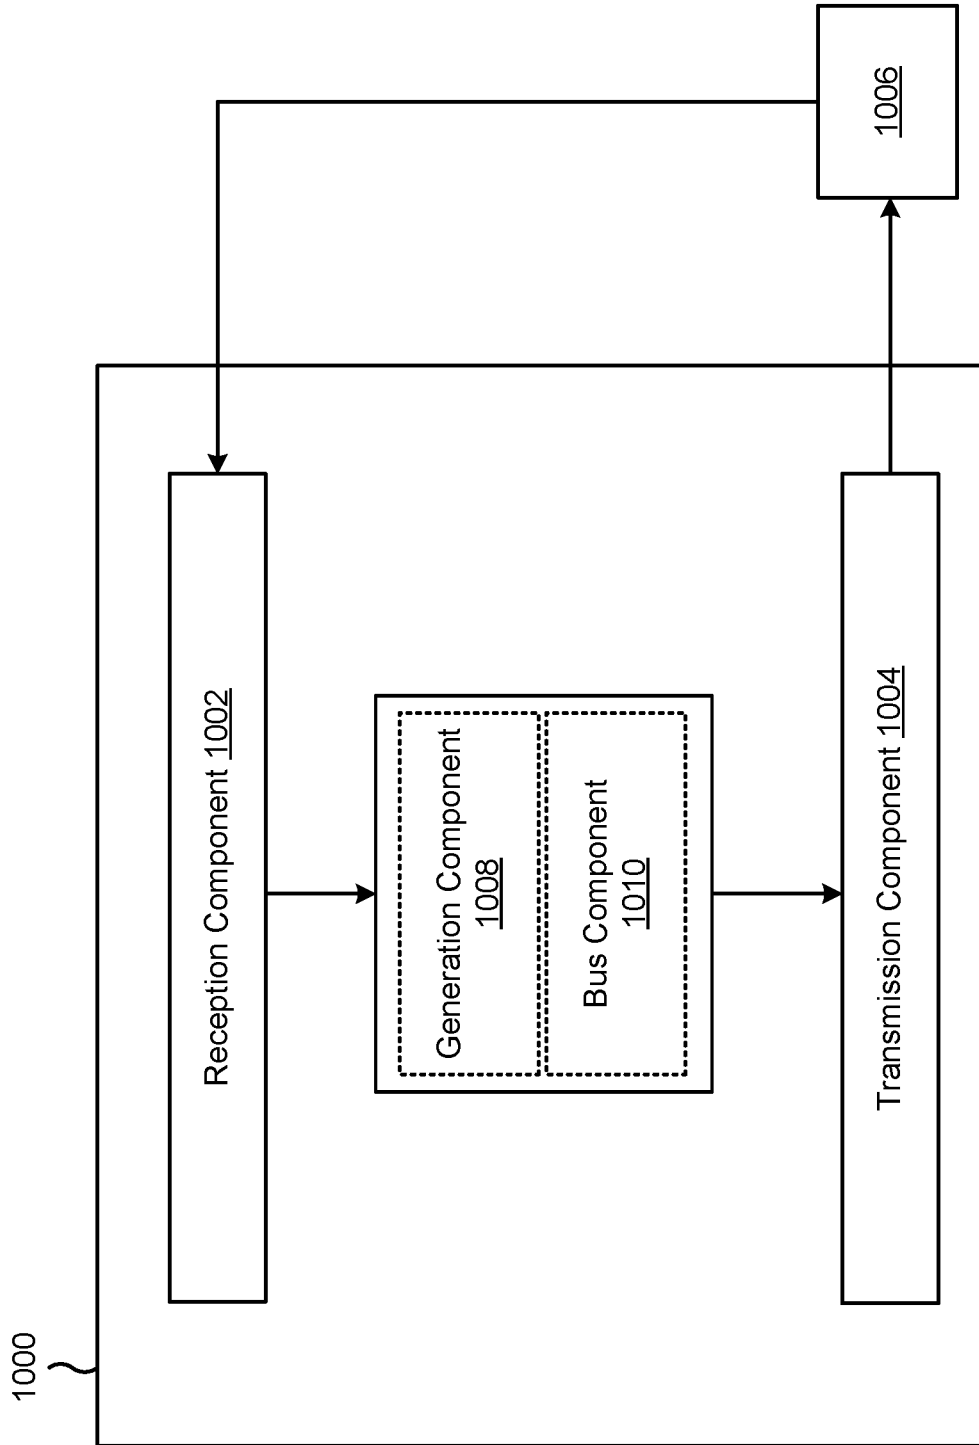 1000
Reception Component 1002
Generation Component
1008
Bus Component
1010
Transmission Component 1004
1006